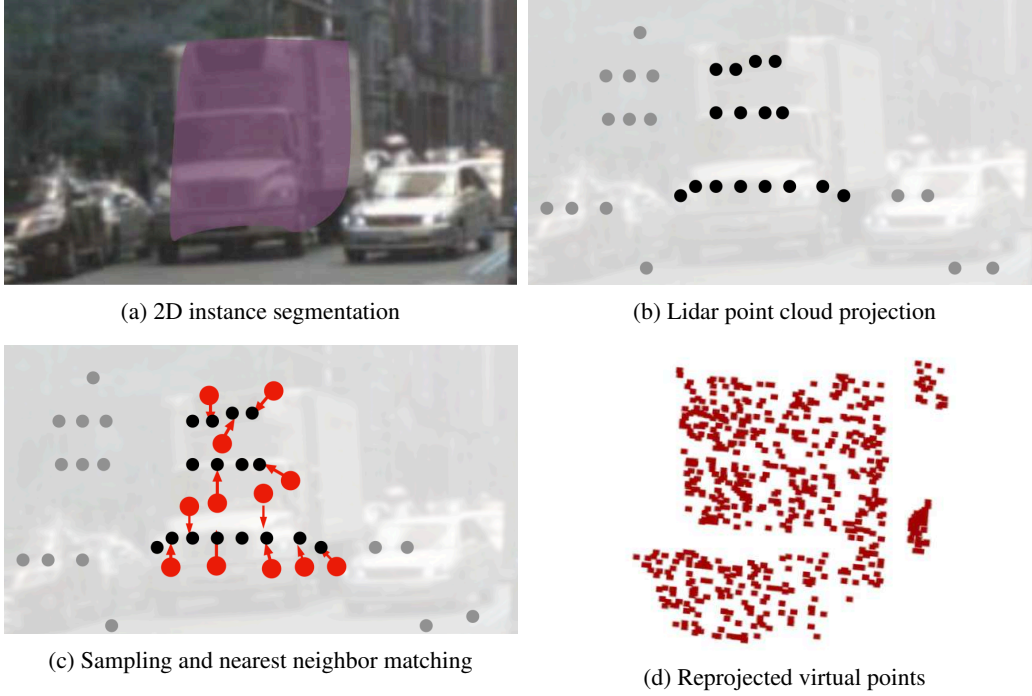 (a) 2D instance segmentation
(b) Lidar point cloud projection
(c) Sampling and nearest neighbor matching
(d) Reprojected virtual points